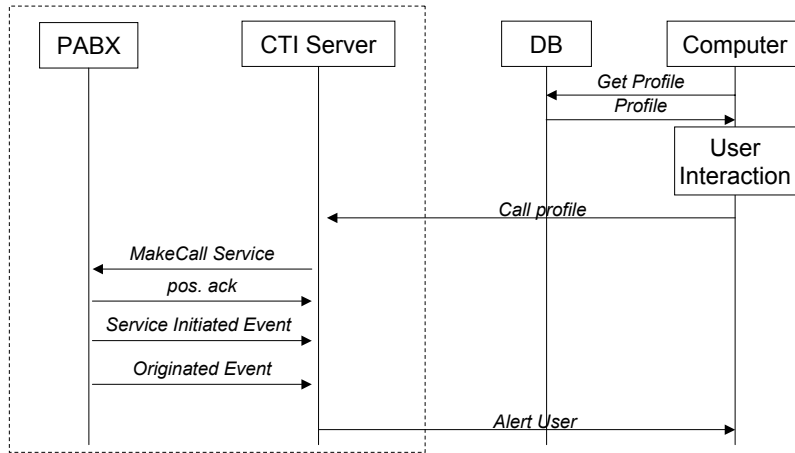 PABX
CTI Server
DB
Computer
Get Profile
Profile
User
Interaction
Call profile
MakeCall Service
pos. ack
Service Initiated Event
Originated Event
Alert User